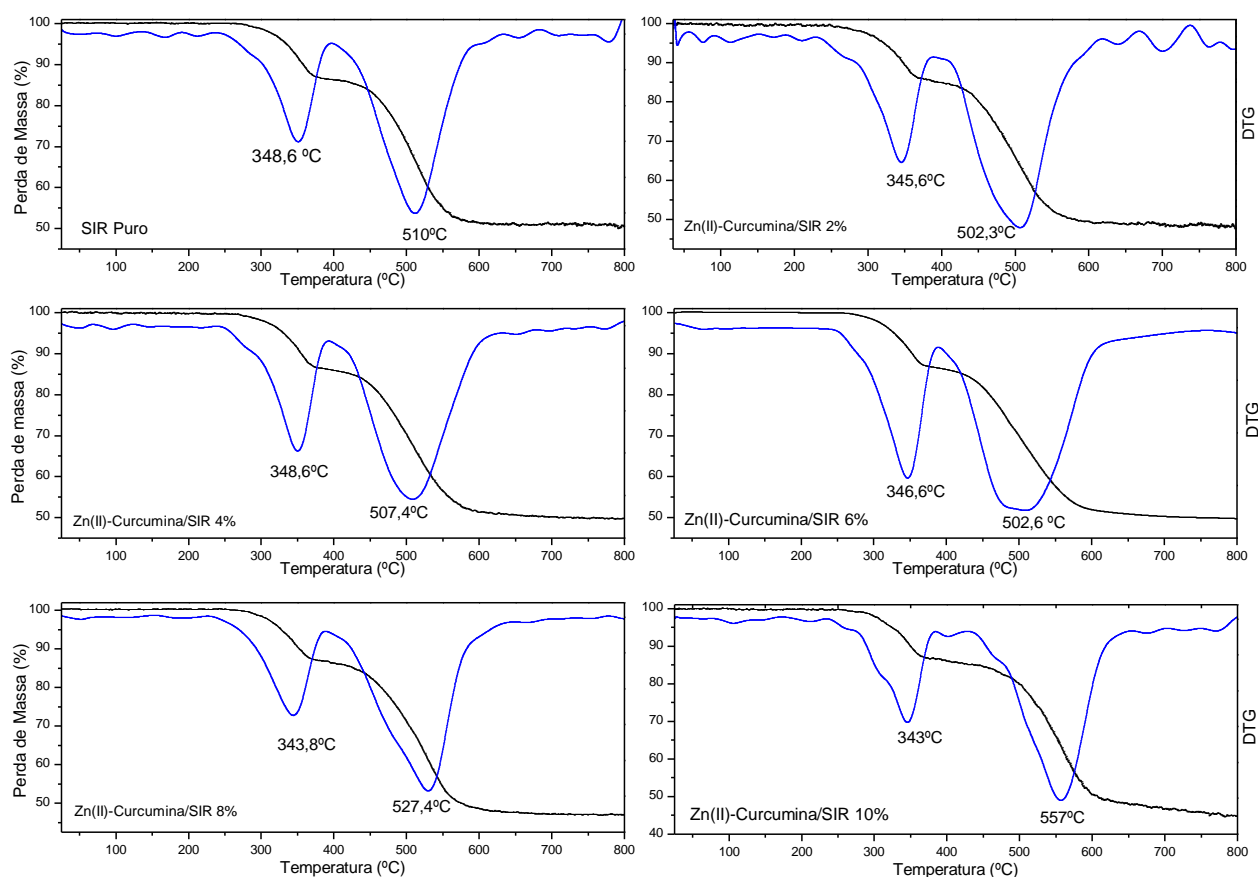 100
90
80
70
60
50
Perda de Massa (%)
348,6 ºC
510ºC
SIR Puro
100 200 300 400 500 600 700 800
Temperatura (ºC)
100
90
80
70
60
50
345,6ºC
502,3ºC
Zn(II)-Curcumina/SIR 2%
DTG
100 200 300 400 500 600 700 800
Temperatura (ºC)
100
90
80
70
60
50
Perda de massa (%)
348,6ºC
507,4ºC
Zn(II)-Curcumina/SIR 4%
100 200 300 400 500 600 700 800
Temperatura (ºC)
100
90
80
70
60
50
346,6ºC
502,6 ºC
Zn(II)-Curcumina/SIR 6%
DTG
100 200 300 400 500 600 700 800
Temperatura (ºC)
100
90
80
70
60
50
Perda de Massa (%)
343,8ºC
527,4ºC
Zn(II)-Curcumina/SIR 8%
100 200 300 400 500 600 700 800
Temperatura (ºC)
100
90
80
70
60
50
40
343ºC
557ºC
Zn(II)-Curcumina/SIR 10%
DTG
100 200 300 400 500 600 700 800
Temperatura (ºC)